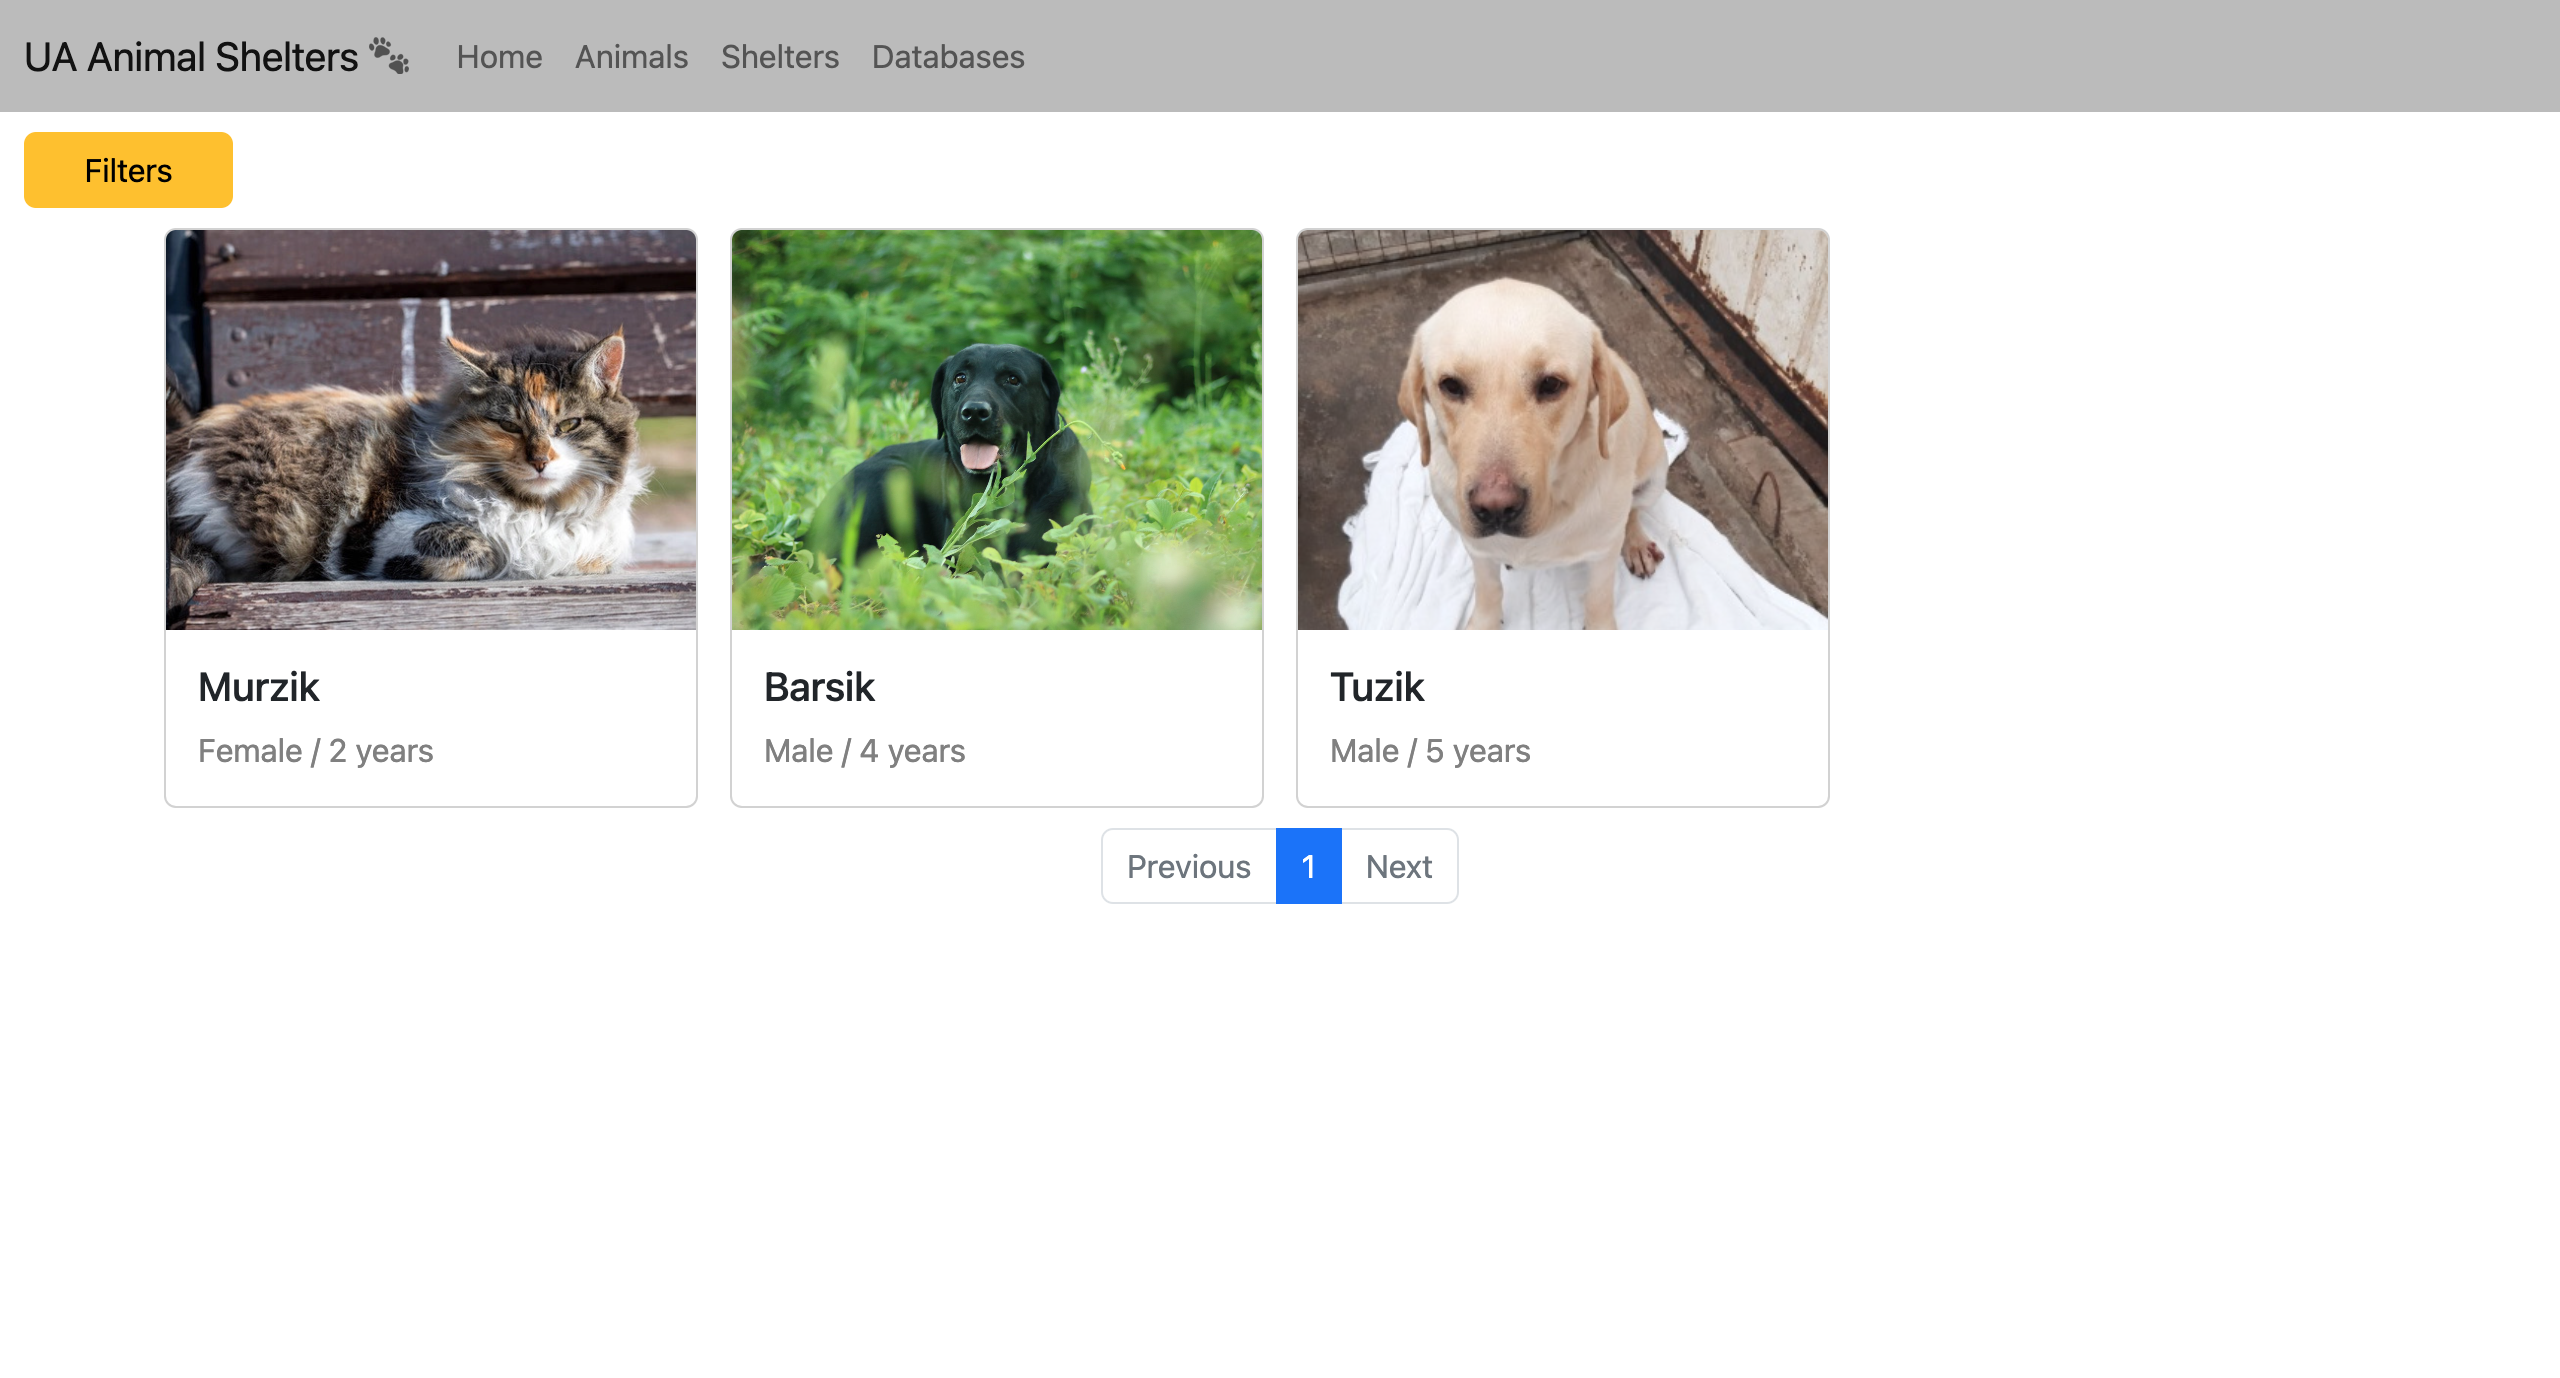 UA Animal Shelters 🐾 Home Animals Shelters Databases
Filters
Murzik
Female / 2 years
Barsik
Male / 4 years
Tuzik
Male / 5 years
Previous 1 Next